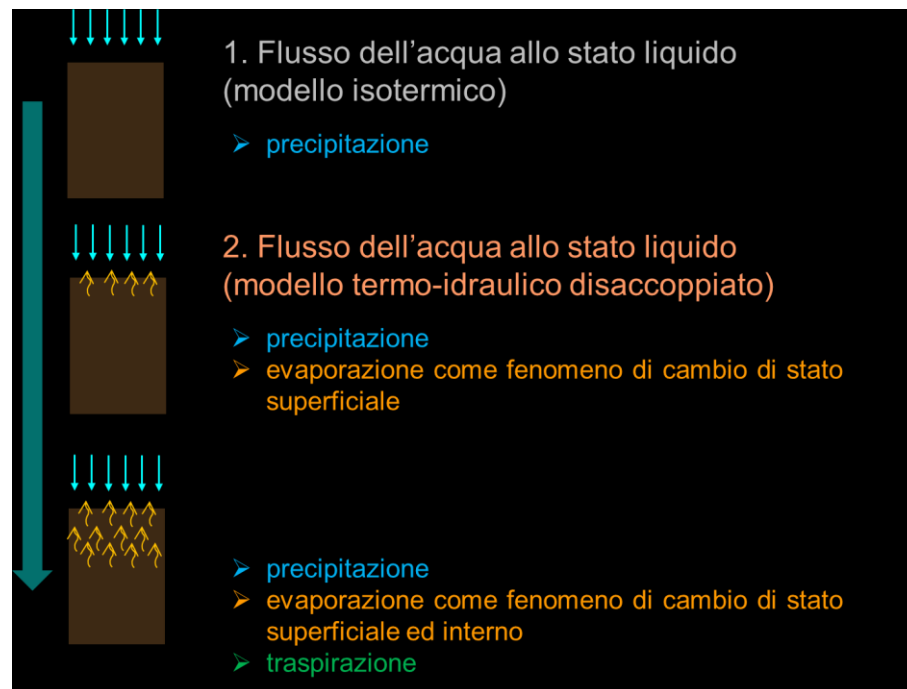 1. Flusso dell’acqua allo stato liquido
(modello isotermico)
➢ precipitazione
2. Flusso dell’acqua allo stato liquido
(modello termo-idraulico disaccoppiato)
➢ precipitazione
➢ evaporazione come fenomeno di cambio di stato
superficiale
➢ precipitazione
➢ evaporazione come fenomeno di cambio di stato
superficiale ed interno
➢ traspirazione